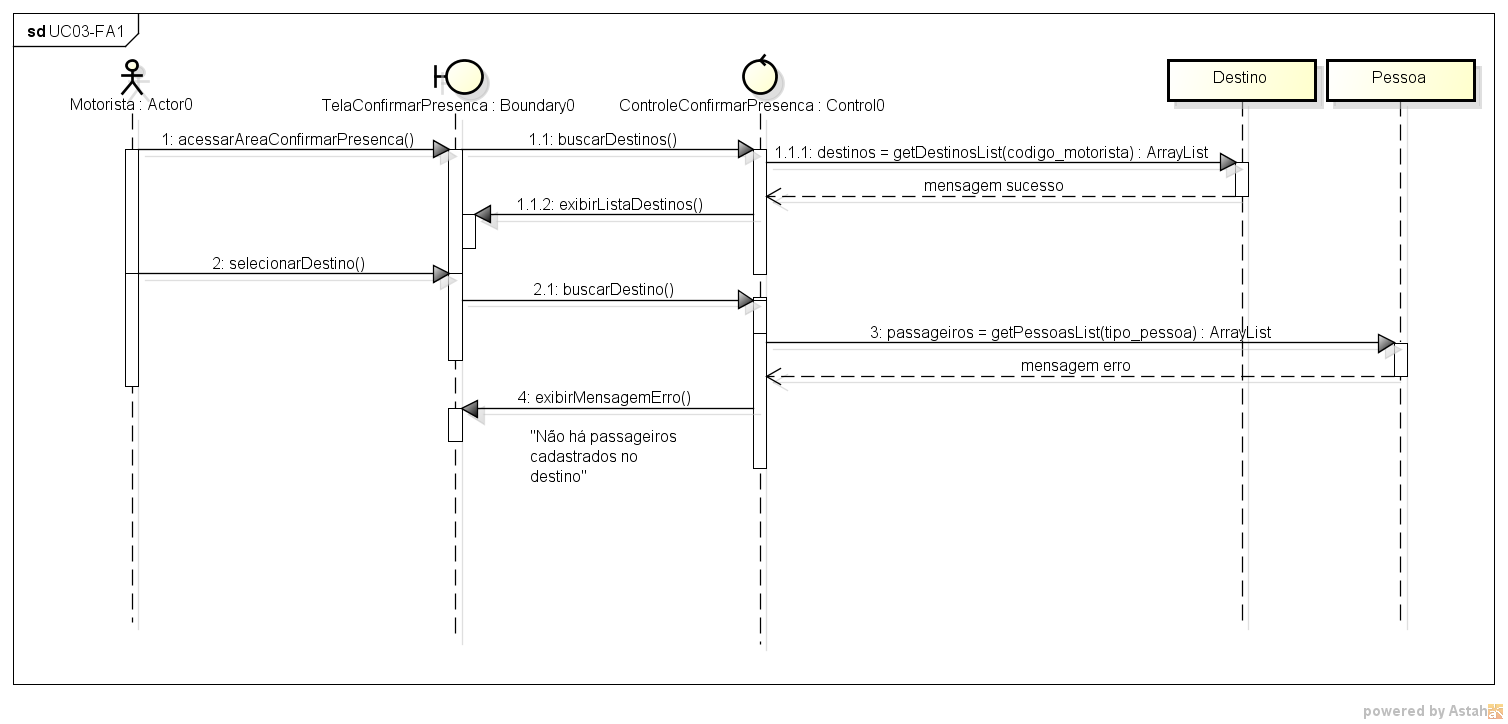 sd UC03-FA1
Motorista : Actor0
TelaConfirmarPresenca : Boundary0
ControleConfirmarPresenca : Control0
Destino
Pessoa
1: acessarAreaConfirmarPresenca()
1.1: buscarDestinos()
1.1.1: destinos = getDestinosList(codigo_motorista) : ArrayList
mensagem sucesso
1.1.2: exibirListaDestinos()
2: selecionarDestino()
2.1: buscarDestino()
3: passageiros = getPessoasList(tipo_pessoa) : ArrayList
mensagem erro
4: exibirMensagemErro()
"Não há passageiros
cadastrados no
destino"
powered by Astah